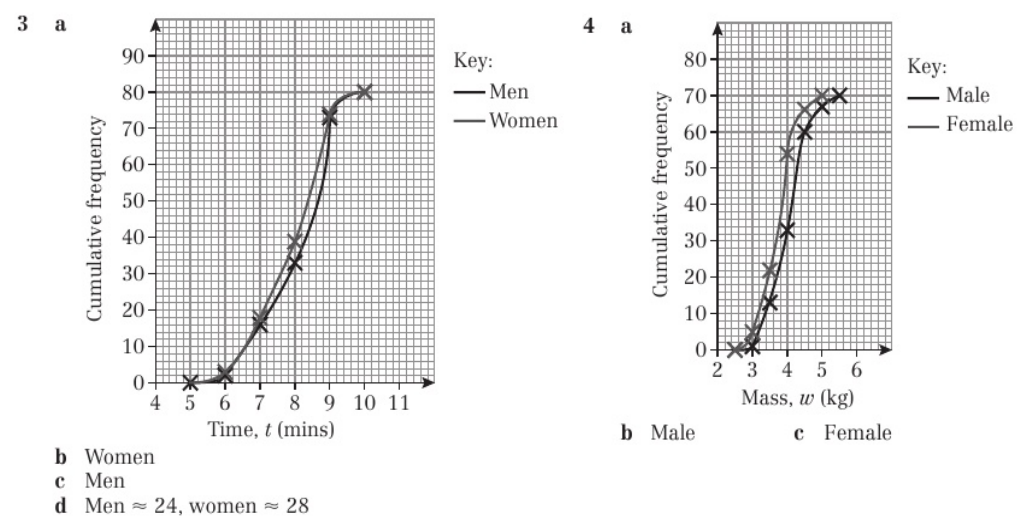 3 a
90
80
70
60
50
40
30
20
10
0
4 5 6 7 8 9 10 11
Cumulative frequency
Time, t (mins)
Key:
Men
Women
b Women
c Men
d Men ≈ 24, women ≈ 28
4 a
80
70
60
50
40
30
20
10
0
2 3 4 5 6
Cumulative frequency
Mass, w (kg)
Key:
Male
Female
b Male c Female